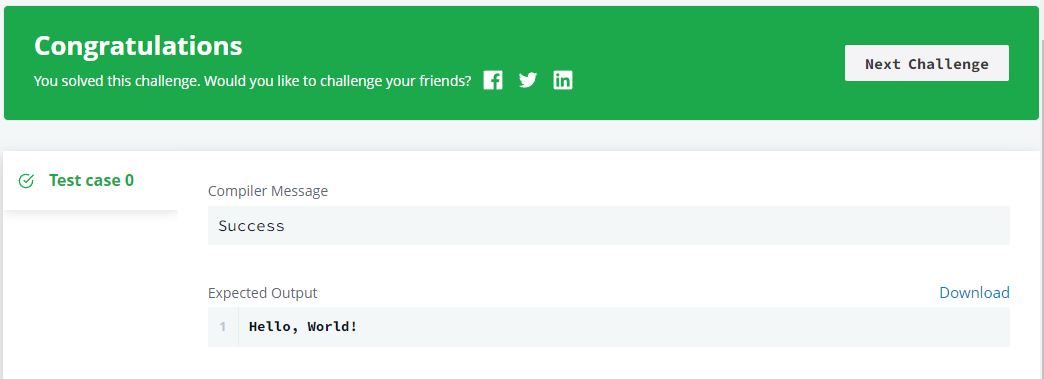 Congratulations
You solved this challenge. Would you like to challenge your friends?
Next Challenge
Test case 0
Compiler Message
Success
Expected Output
Download
1 Hello, World!